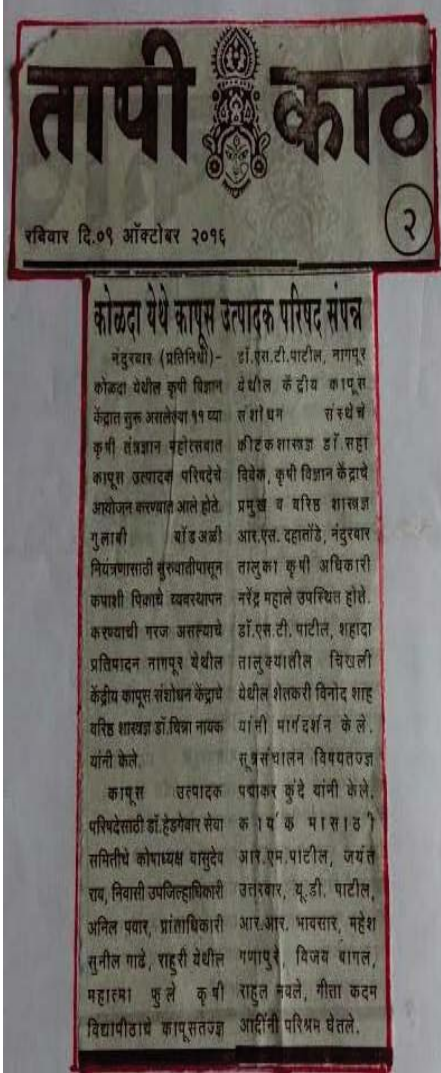 तापी काठ
रविवार दि.०९ ऑक्टोबर २०१६
२
कोळदा येथे कापूस उत्पादक परिषद संपन्न
नंदुरबार (प्रतिनिधी)-
कोळदा येथील कृषी विज्ञान
केंद्रात सुरू असलेल्या ११ व्या
कृषी तंत्रज्ञान महोत्सवात
कापूस उत्पादक परिषदेचे
आयोजन करण्यात आले होते.
गुलाबी बोंडअळी
नियंत्रणासाठी सुरुवातीपासून
कपाशी पिकाचे व्यवस्थापन
करण्याची गरज असल्याचे
प्रतिपादन नागपूर येथील
केंद्रीय कापूस संशोधन केंद्राचे
वरिष्ठ शास्त्रज्ञ डॉ.चिन्ना नायक
यांनी केले.
कापूस उत्पादक
परिषदेसाठी डॉ.हेडगेवार सेवा
समितीचे कोषाध्यक्ष वासुदेव
राय, निवासी उपजिल्हाधिकारी
अनिल पवार, प्रांताधिकारी
सुनील गाढे, राहुरी येथील
महात्मा फुले कृषी
विद्यापीठाचे कापूसतज्ज्ञ
डॉ.एस.टी.पाटील, नागपूर
येथील केंद्रीय कापूस
संशोधन संस्थेचे
कीटकशास्त्रज्ञ डॉ सहा
विवेक, कृषी विज्ञान केंद्राचे
प्रमुख व वरिष्ठ शास्त्रज्ञ
आर.एस. दहातोंडे, नंदुरबार
तालुका कृषी अधिकारी
नरेंद्र महाले उपस्थित होते.
डॉ.एस.टी. पाटील, शहादा
तालुक्यातील चिखली
येथील शेतकरी विनोद शाह
यांनी मार्गदर्शन केले.
सूत्रसंचालन विषयतज्ज्ञ
पद्माकर कुंदे यांनी केले.
कार्यक्रमासाठी
आर.एम.पाटील, जयंत
उत्तरवार, यू.डी. पाटील,
आर.आर. भावसार, महेश
गणापुरे, विजय बागल,
राहुल नवले, गीता कदम
आदींनी परिश्रम घेतले.